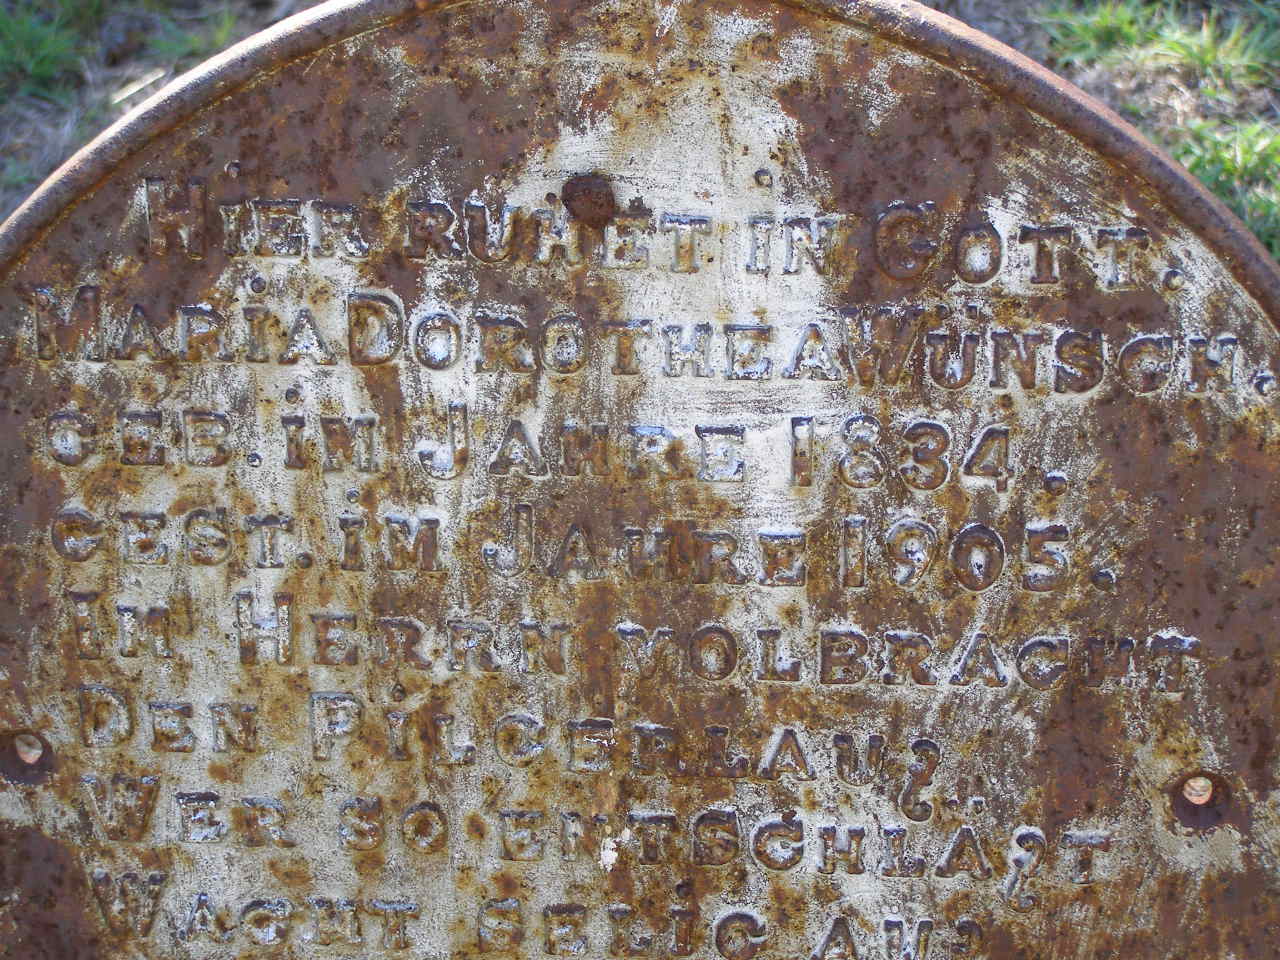 HIER RUHET IN GOTT
MARIA DOROTHEA WÜNSCH.
GEB. IM JAHRE 1834.
GEST. IM JAHRE 1905.
IM HERRN VOLBRACHT
DEN PILGERLAUF
WER SO ENTSCHLAFT
WACHT SELIG AUF